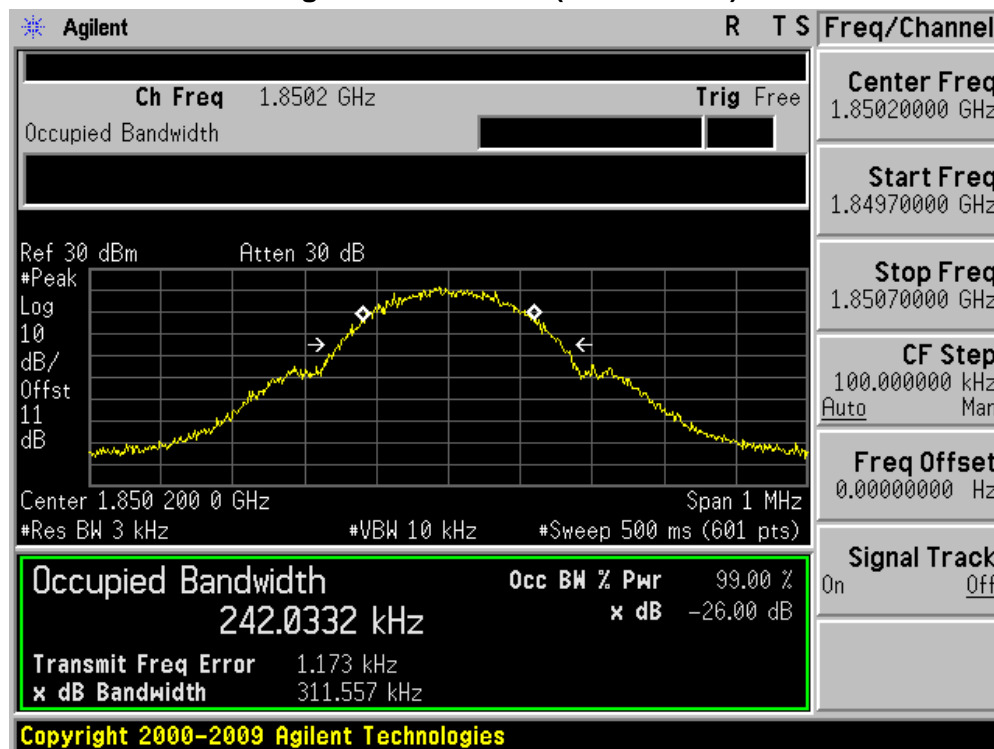 Agilent R T S Freq/Channel
Ch Freq 1.8502 GHz Trig Free
Occupied Bandwidth
Center Freq
1.85020000 GHz
Start Freq
1.84970000 GHz
Stop Freq
1.85070000 GHz
CF Step
100.000000 kHz
Auto Man
Freq Offset
0.00000000 Hz
Signal Track
On Off
Ref 30 dBm Atten 30 dB
#Peak
Log
10
dB/
Offst
11
dB
Center 1.850 200 0 GHz Span 1 MHz
#Res BW 3 kHz #VBW 10 kHz #Sweep 500 ms (601 pts)
Occupied Bandwidth
242.0332 kHz
Occ BW % Pwr 99.00 %
x dB -26.00 dB
Transmit Freq Error 1.173 kHz
x dB Bandwidth 311.557 kHz
Copyright 2000-2009 Agilent Technologies